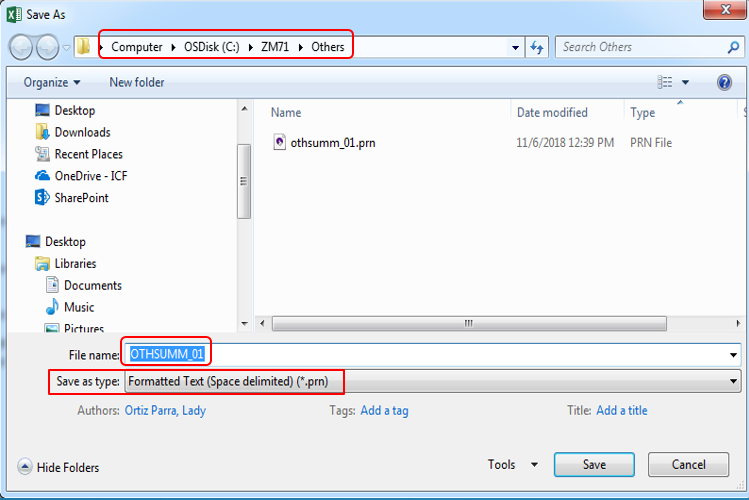 Save As
Computer ▸ OSDisk (C:) ▸ ZM71 ▸ Others
Search Others
Organize
New folder
Name
Date modified
Type
Desktop
Downloads
Recent Places
OneDrive - ICF
SharePoint
Desktop
Libraries
Documents
Music
Pictures
othsumm_01.prn
11/6/2018 12:39 PM
PRN File
File name: OTHSUMM_01
Save as type: Formatted Text (Space delimited) (*.prn)
Authors: Ortiz Parra, Lady
Tags: Add a tag
Title: Add a title
Hide Folders
Tools
Save
Cancel